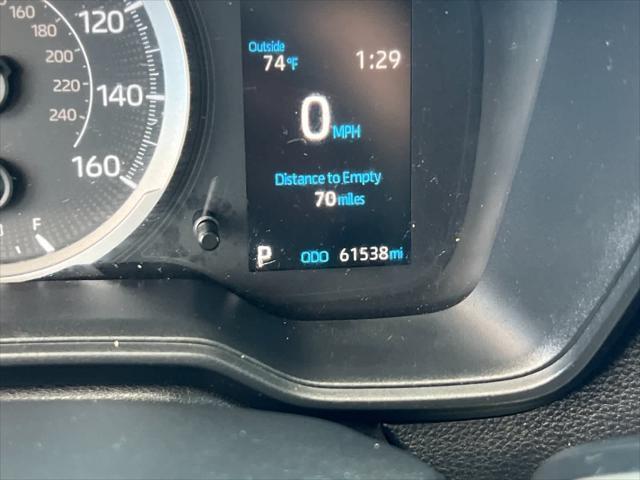 120
140
160
160
180
200
220
240
F
Outside
74°F 1:29
0 MPH
Distance to Empty
70 miles
P ODO 61538 mi